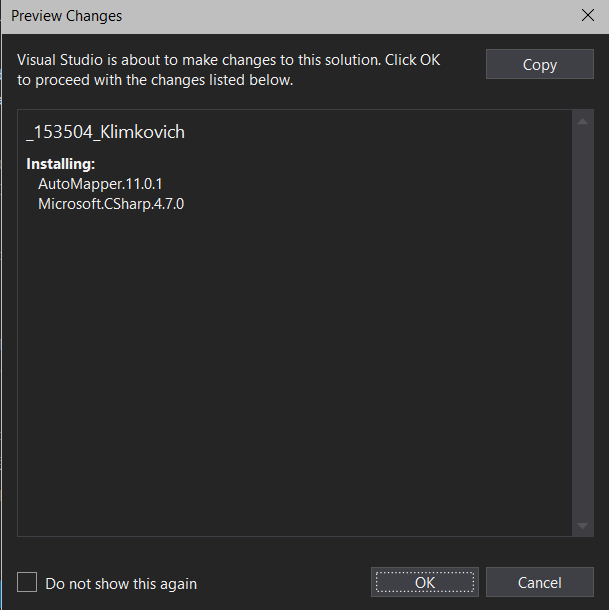 Preview Changes
Visual Studio is about to make changes to this solution. Click OK
to proceed with the changes listed below.
Copy
_153504_Klimkovich
Installing:
AutoMapper.11.0.1
Microsoft.CSharp.4.7.0
Do not show this again
OK
Cancel